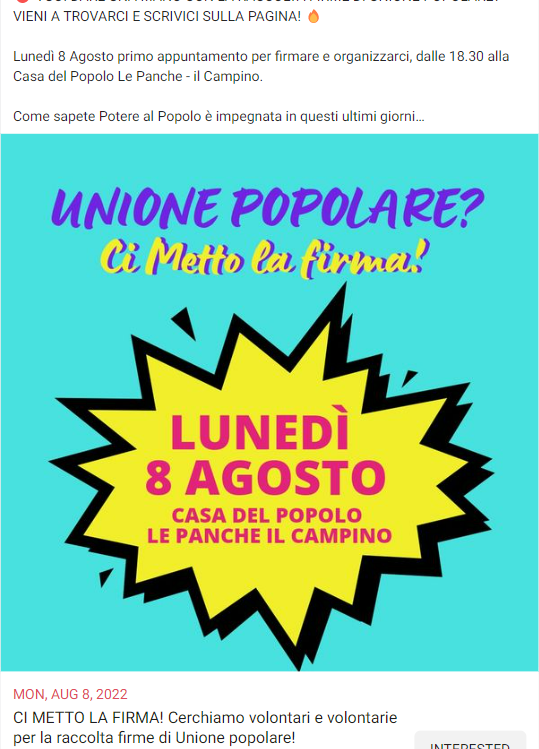 VIENI A TROVARCI E SCRIVICI SULLA PAGINA! 🔥
Lunedì 8 Agosto primo appuntamento per firmare e organizzarci, dalle 18.30 alla
Casa del Popolo Le Panche - il Campino.
Come sapete Potere al Popolo è impegnata in questi ultimi giorni...
UNIONE POPOLARE?
Ci Metto la firma!
LUNEDÌ
8 AGOSTO
CASA DEL POPOLO
LE PANCHE IL CAMPINO
MON, AUG 8, 2022
CI METTO LA FIRMA! Cerchiamo volontari e volontarie
per la raccolta firme di Unione popolare!
INTERESTED